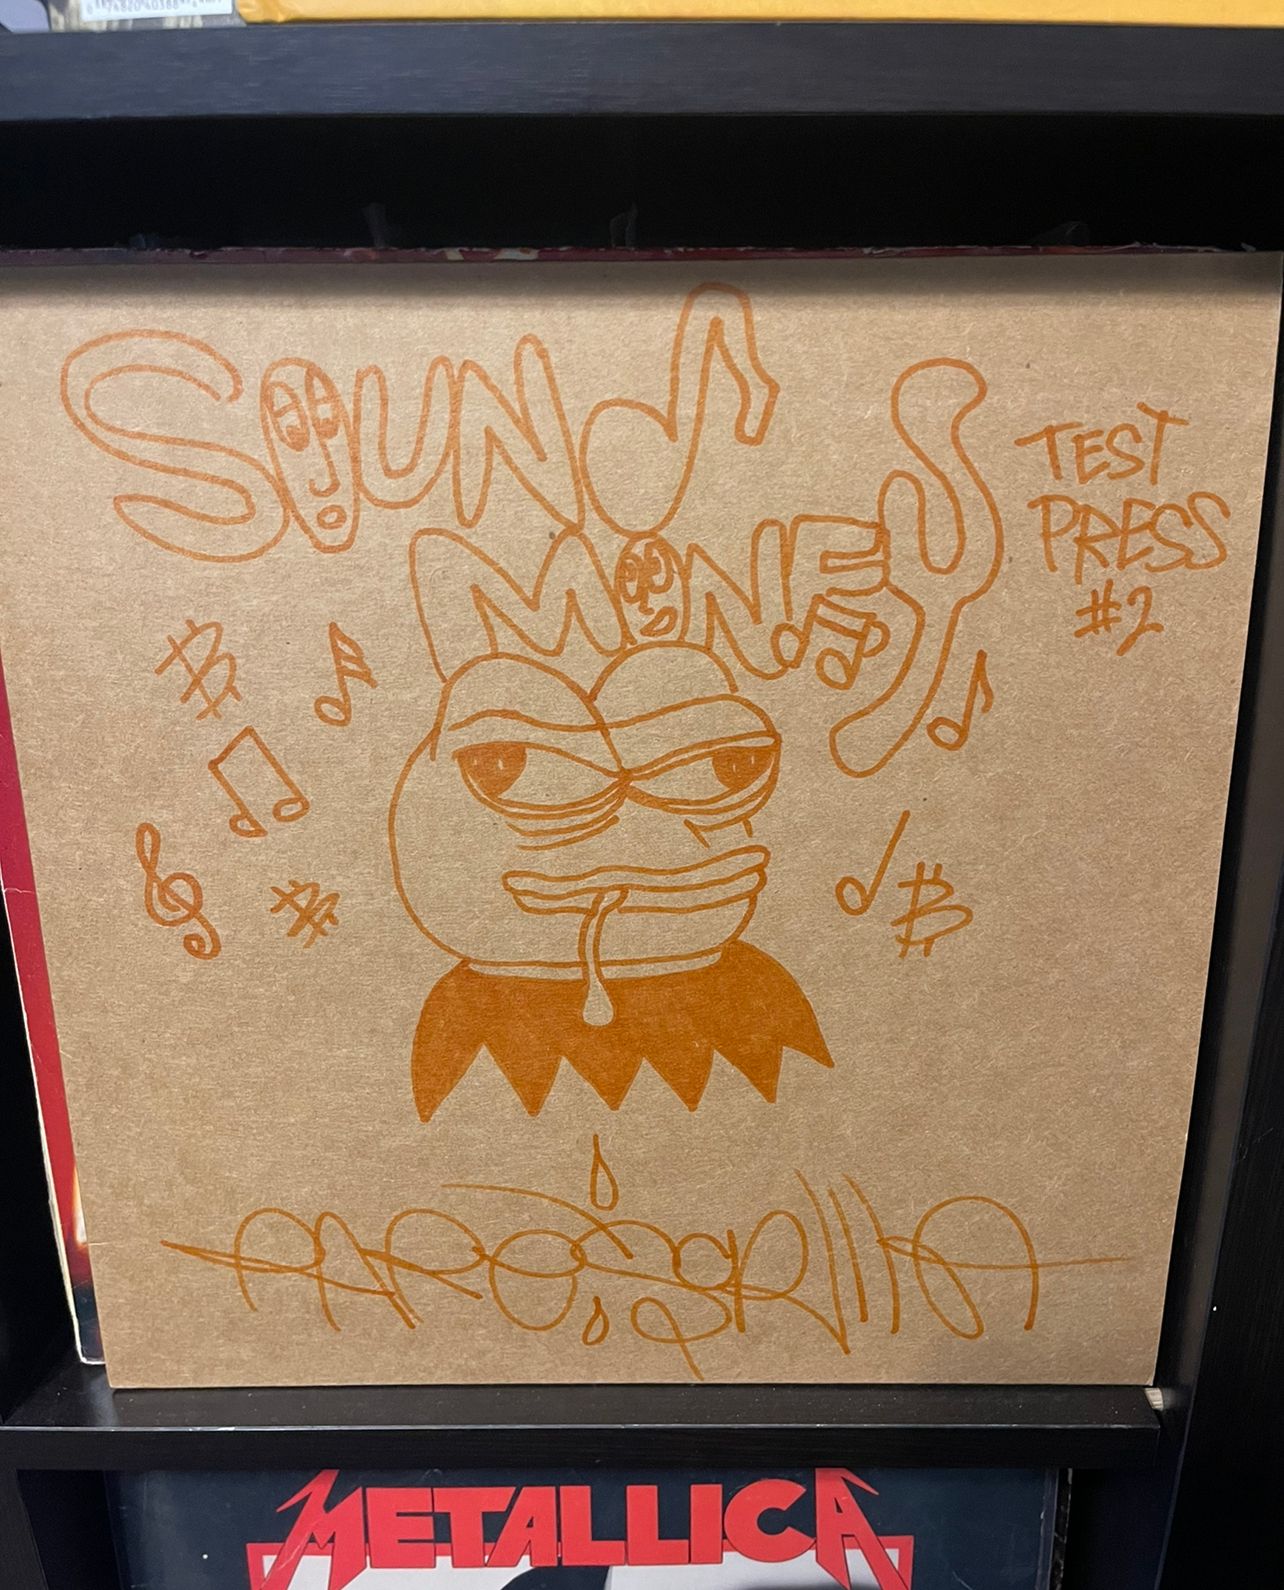 SOUND
MONEY
TEST
PRESS
#2
METALLICA